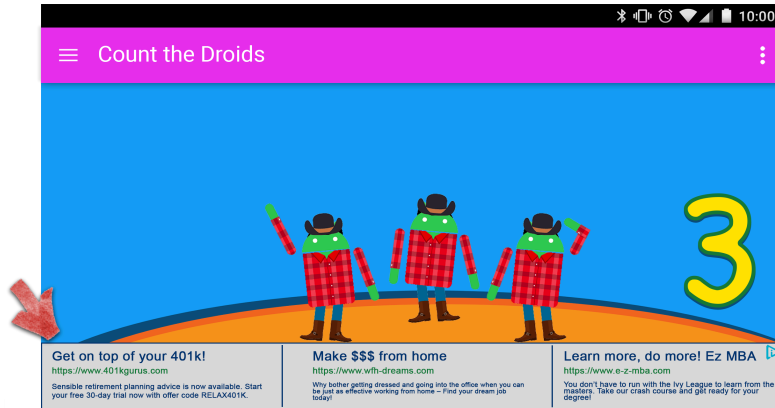 10:00
Count the Droids
3
Get on top of your 401k!
https://www.401kgurus.com
Sensible retirement planning advice is now available. Start
your free 30-day trial now with offer code RELAX401K.
Make $$$ from home
https://www.wfh-dreams.com
Why bother getting dressed and going into the office when you can
be just as effective working from home – Find your dream job
today!
Learn more, do more! Ez MBA
https://www.e-z-mba.com
You don't have to run with the Ivy League to learn from the
masters. Take our crash course and get ready for your
degree!